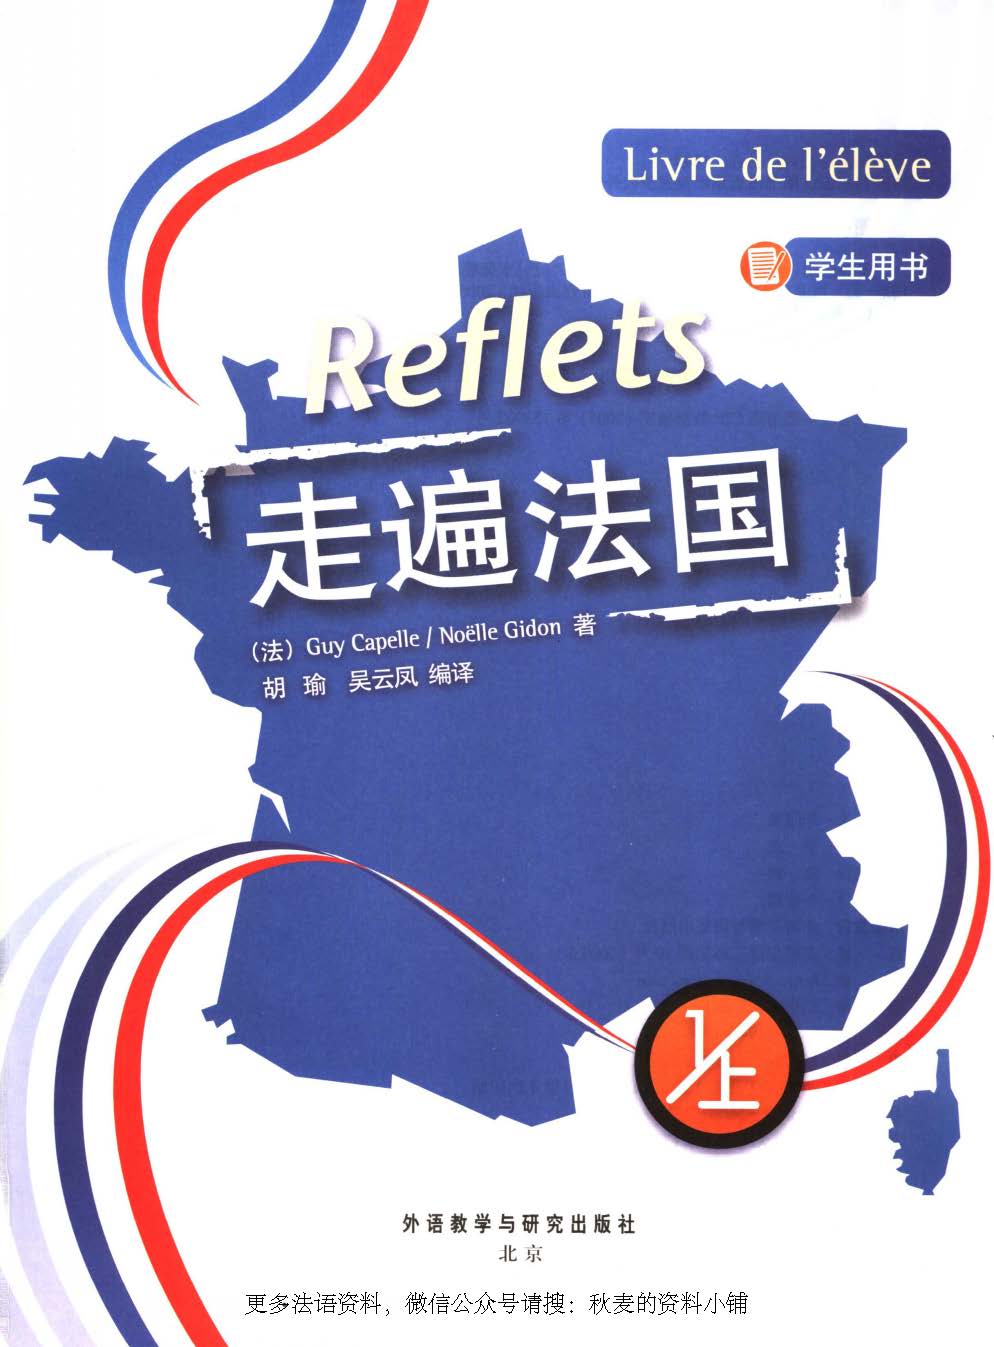 Livre de l'élève
学生用书
Reflets
走遍法国
（法）Guy Capelle / Noëlle Gidon 著
胡 瑜 吴云凤 编译
1/上
外语教学与研究出版社
北京
更多法语资料，微信公众号请搜：秋麦的资料小铺